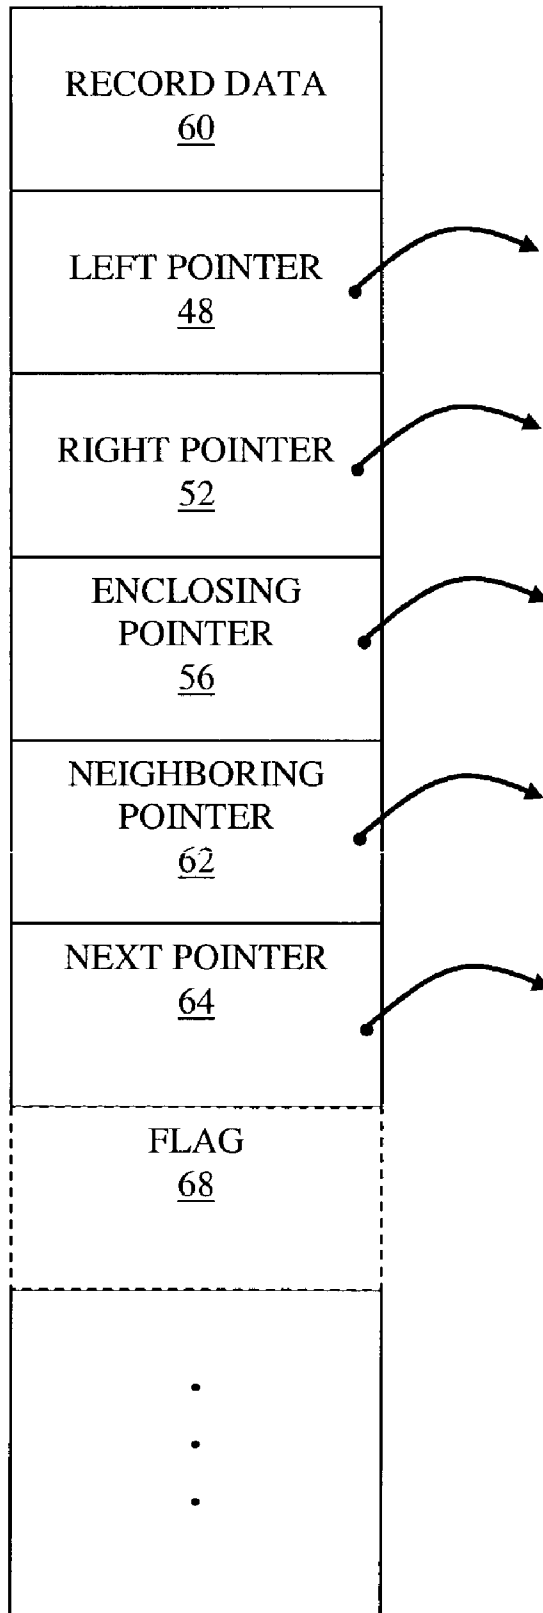 RECORD DATA
60
LEFT POINTER
48
RIGHT POINTER
52
ENCLOSING
POINTER
56
NEIGHBORING
POINTER
62
NEXT POINTER
64
FLAG
68